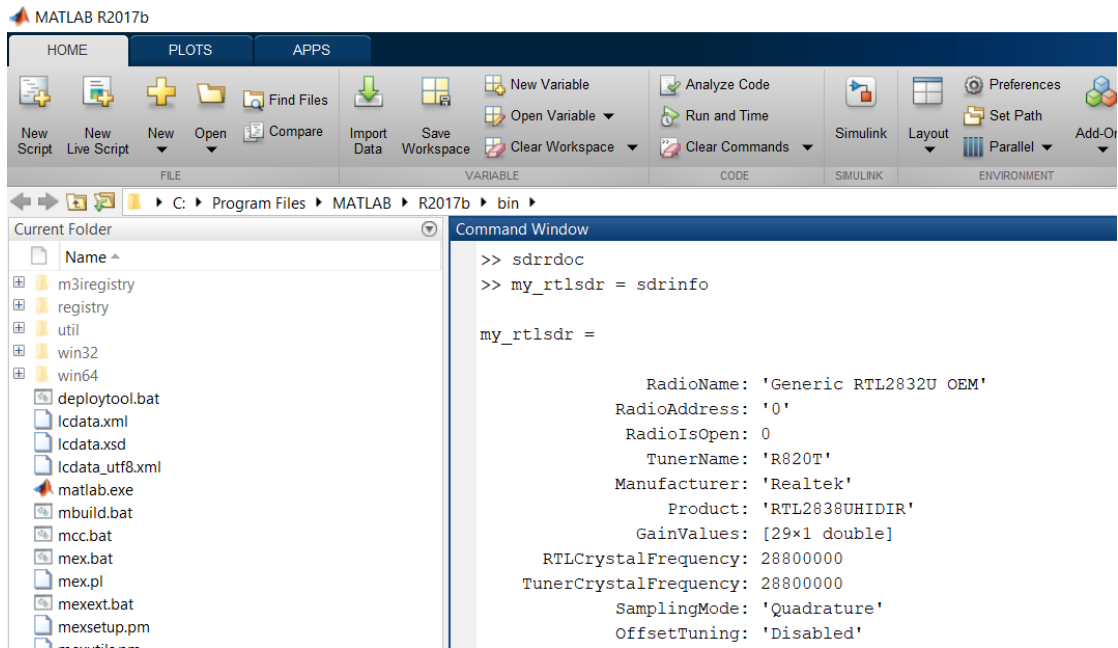 MATLAB R2017b
HOME PLOTS APPS
New Script
New Live Script
New
Open
Find Files
Compare
Import Data
Save Workspace
New Variable
Open Variable
Clear Workspace
Analyze Code
Run and Time
Clear Commands
Simulink
Layout
Preferences
Set Path
Parallel
FILE VARIABLE CODE SIMULINK ENVIRONMENT
C: Program Files MATLAB R2017b bin
Current Folder
Name
m3iregistry
registry
util
win32
win64
deploytool.bat
lcdata.xml
lcdata.xsd
lcdata_utf8.xml
matlab.exe
mbuild.bat
mcc.bat
mex.bat
mex.pl
mexext.bat
mexsetup.pm
Command Window
>> sdrrdoc
>> my_rtlsdr = sdrinfo
my_rtlsdr =
RadioName: 'Generic RTL2832U OEM'
RadioAddress: '0'
RadioIsOpen: 0
TunerName: 'R820T'
Manufacturer: 'Realtek'
Product: 'RTL2838UHIDIR'
GainValues: [29×1 double]
RTLCrystalFrequency: 28800000
TunerCrystalFrequency: 28800000
SamplingMode: 'Quadrature'
OffsetTuning: 'Disabled'